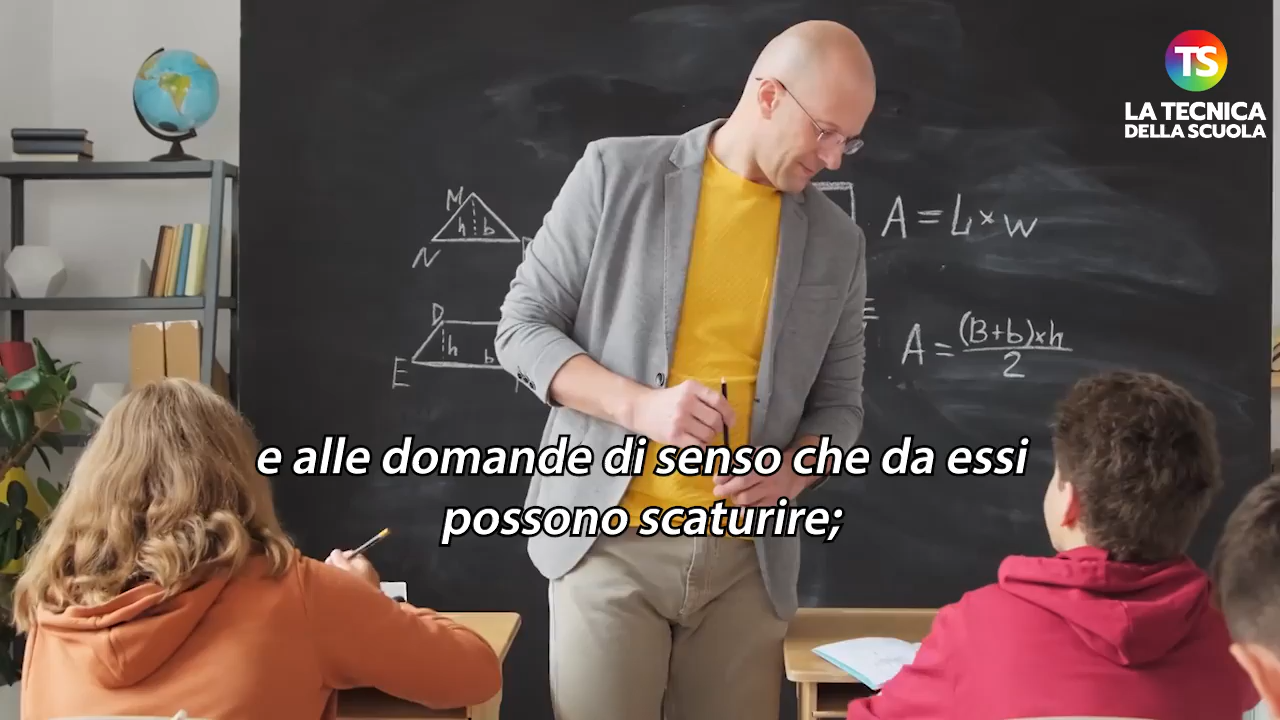 TS
LA TECNICA
DELLA SCUOLA
M
h b
N
A = L × w
D
h b
E
A = (B+b)×h
2
e alle domande di senso che da essi
possono scaturire;